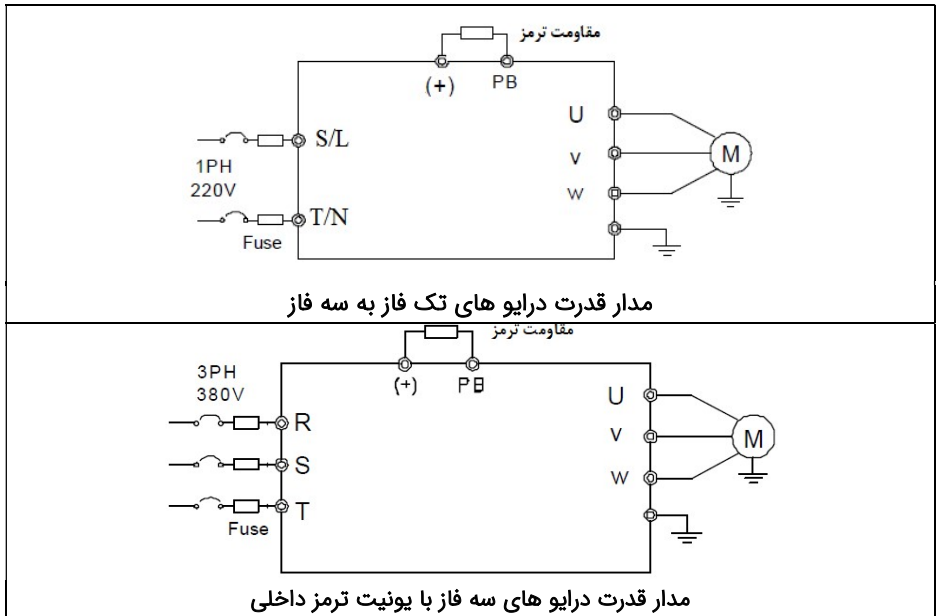 مقاومت ترمز
(+)
PB
U
S/L
V
M
1PH
220V
W
T/N
Fuse
مدار قدرت درایو های تک فاز به سه فاز
مقاومت ترمز
(+)
PB
3PH
380V
U
R
V
M
S
W
T
Fuse
مدار قدرت درایو های سه فاز با یونیت ترمز داخلی